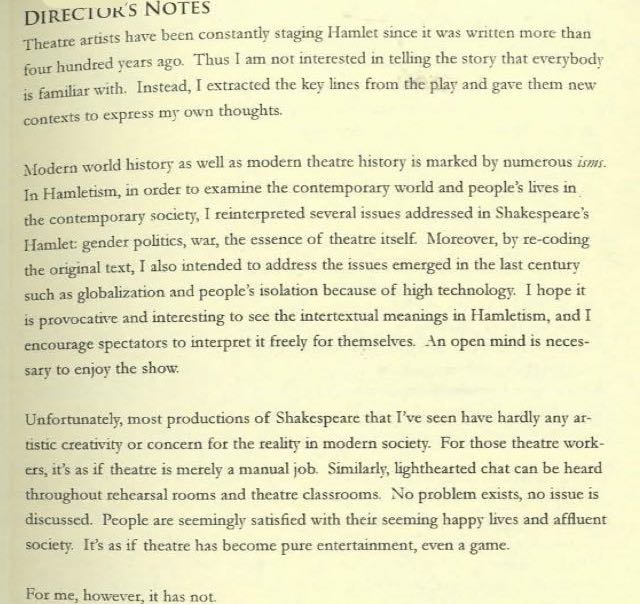 DIRECTOR'S NOTES
Theatre artists have been constantly staging Hamlet since it was written more than
four hundred years ago. Thus I am not interested in telling the story that everybody
is familiar with. Instead, I extracted the key lines from the play and gave them new
contexts to express my own thoughts.
Modern world history as well as modern theatre history is marked by numerous isms.
In Hamletism, in order to examine the contemporary world and people's lives in
the contemporary society, I reinterpreted several issues addressed in Shakespeare's
Hamlet: gender politics, war, the essence of theatre itself. Moreover, by re-coding
the original text, I also intended to address the issues emerged in the last century
such as globalization and people's isolation because of high technology. I hope it
is provocative and interesting to see the intertextual meanings in Hamletism, and I
encourage spectators to interpret it freely for themselves. An open mind is neces-
sary to enjoy the show.
Unfortunately, most productions of Shakespeare that I've seen have hardly any ar-
tistic creativity or concern for the reality in modern society. For those theatre work-
ers, it's as if theatre is merely a manual job. Similarly, lighthearted chat can be heard
throughout rehearsal rooms and theatre classrooms. No problem exists, no issue is
discussed. People are seemingly satisfied with their seeming happy lives and affluent
society. It's as if theatre has become pure entertainment, even a game.
For me, however, it has not.